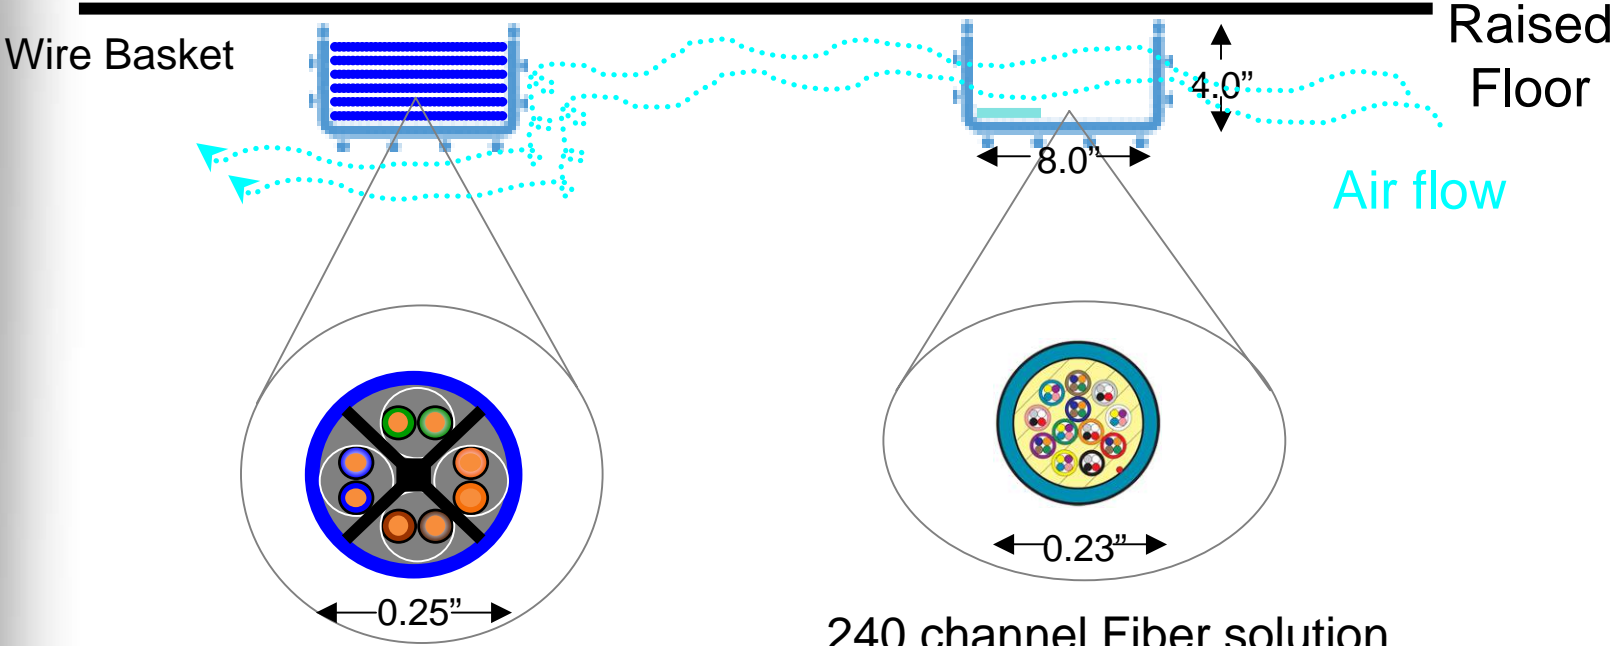 Raised
Floor
Wire Basket
4.0”
8.0”
Air flow
0.25”
0.23”
240 channel Fiber solution